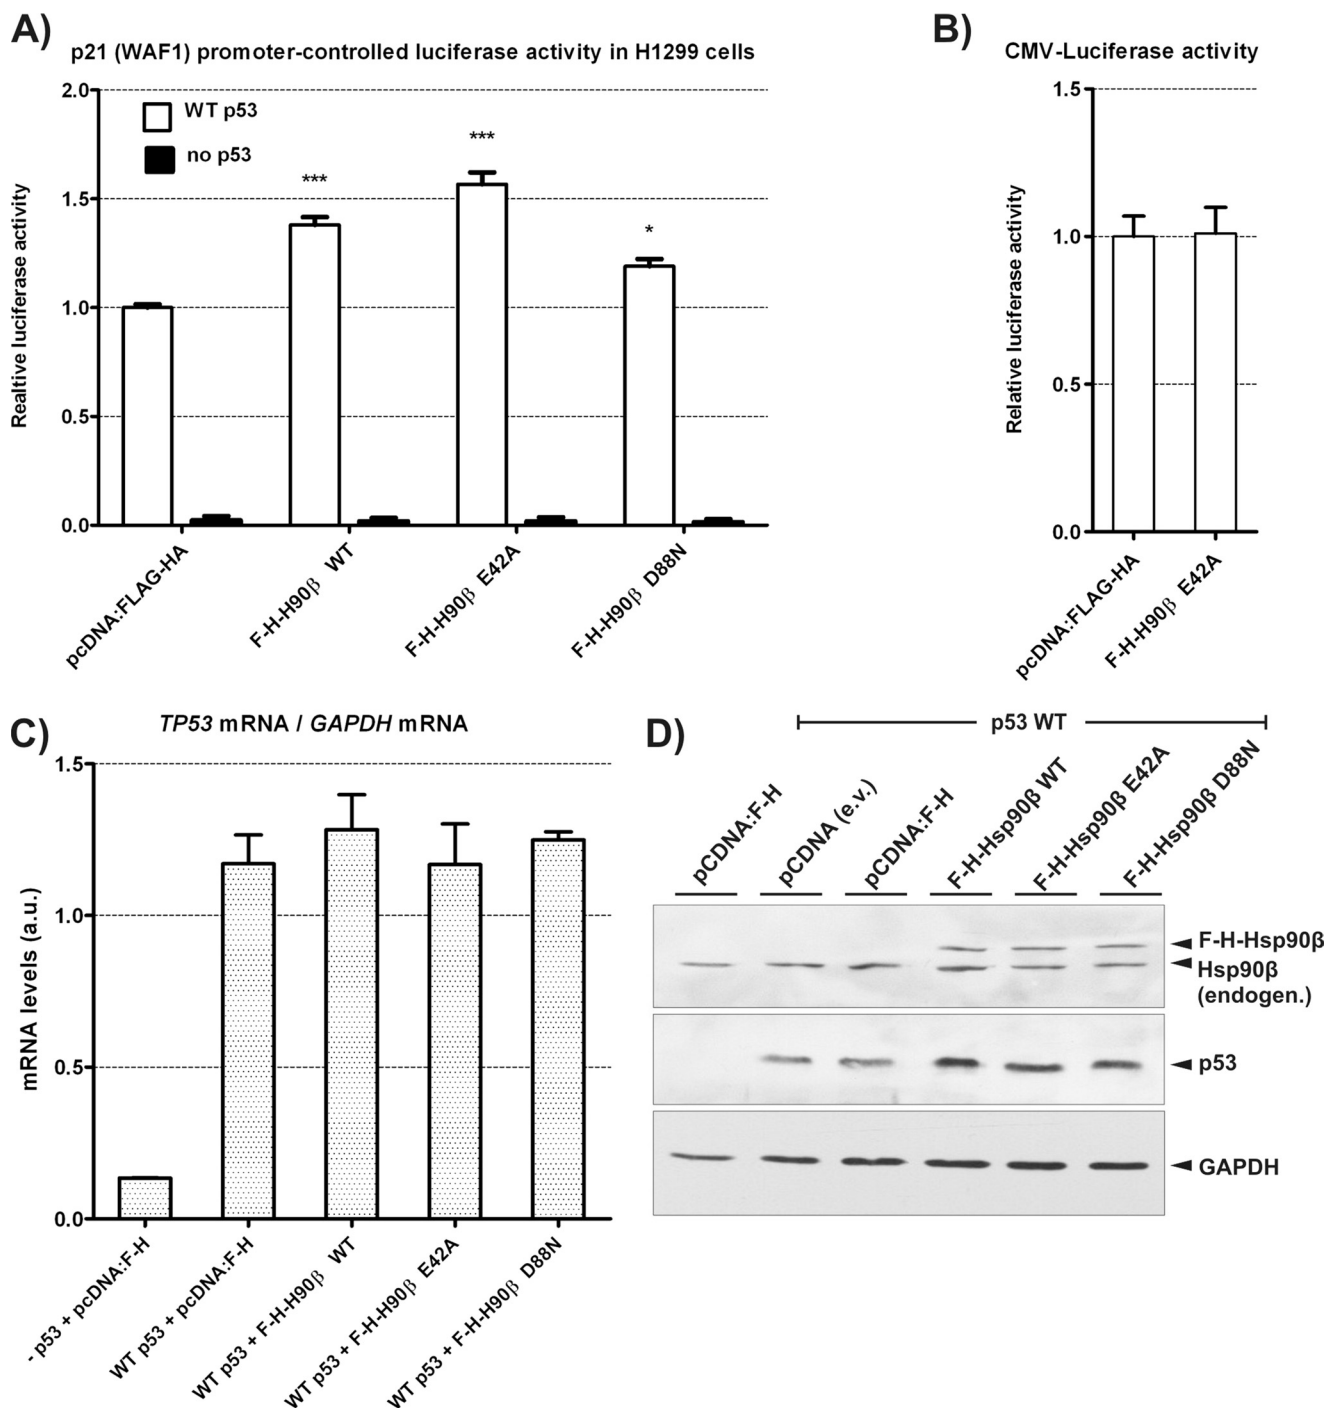 A)
p21 (WAF1) promoter-controlled luciferase activity in H1299 cells
2.0
1.5
1.0
0.5
0.0
Realtive luciferase activity
WT p53
no p53
***
***
*
pcDNA:FLAG-HA
F-H-H90β WT
F-H-H90β E42A
F-H-H90β D88N
B)
CMV-Luciferase activity
1.5
1.0
0.5
0.0
Relative luciferase activity
pcDNA:FLAG-HA
F-H-H90β E42A
C)
TP53 mRNA / GAPDH mRNA
1.5
1.0
0.5
0.0
mRNA levels (a.u.)
- p53 + pcDNA:F-H
WT p53 + pcDNA:F-H
WT p53 + F-H-H90β WT
WT p53 + F-H-H90β E42A
WT p53 + F-H-H90β D88N
D)
p53 WT
pCDNA:F-H
pCDNA (e.v.)
pCDNA:F-H
F-H-Hsp90β WT
F-H-Hsp90β E42A
F-H-Hsp90β D88N
F-H-Hsp90β
Hsp90β
(endogen.)
p53
GAPDH